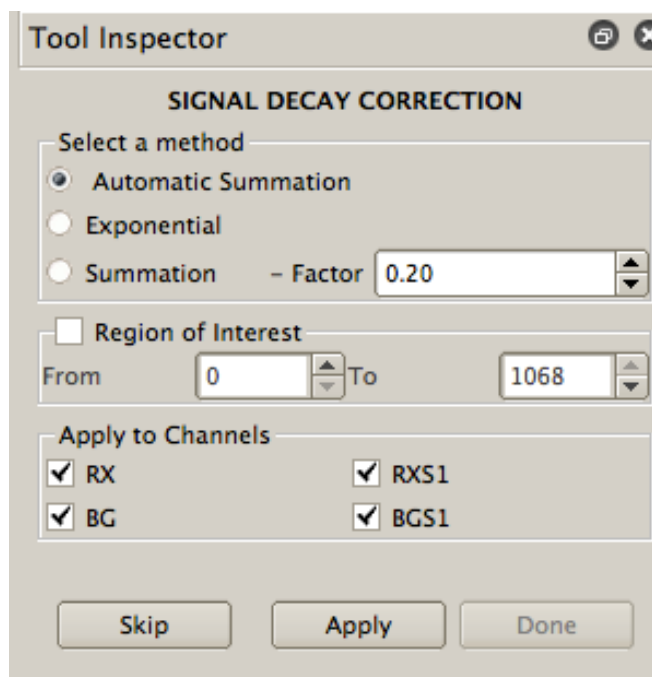 Tool Inspector
SIGNAL DECAY CORRECTION
Select a method
Automatic Summation
Exponential
Summation – Factor 0.20
Region of Interest
From 0 To 1068
Apply to Channels
RX RXS1
BG BGS1
Skip Apply Done